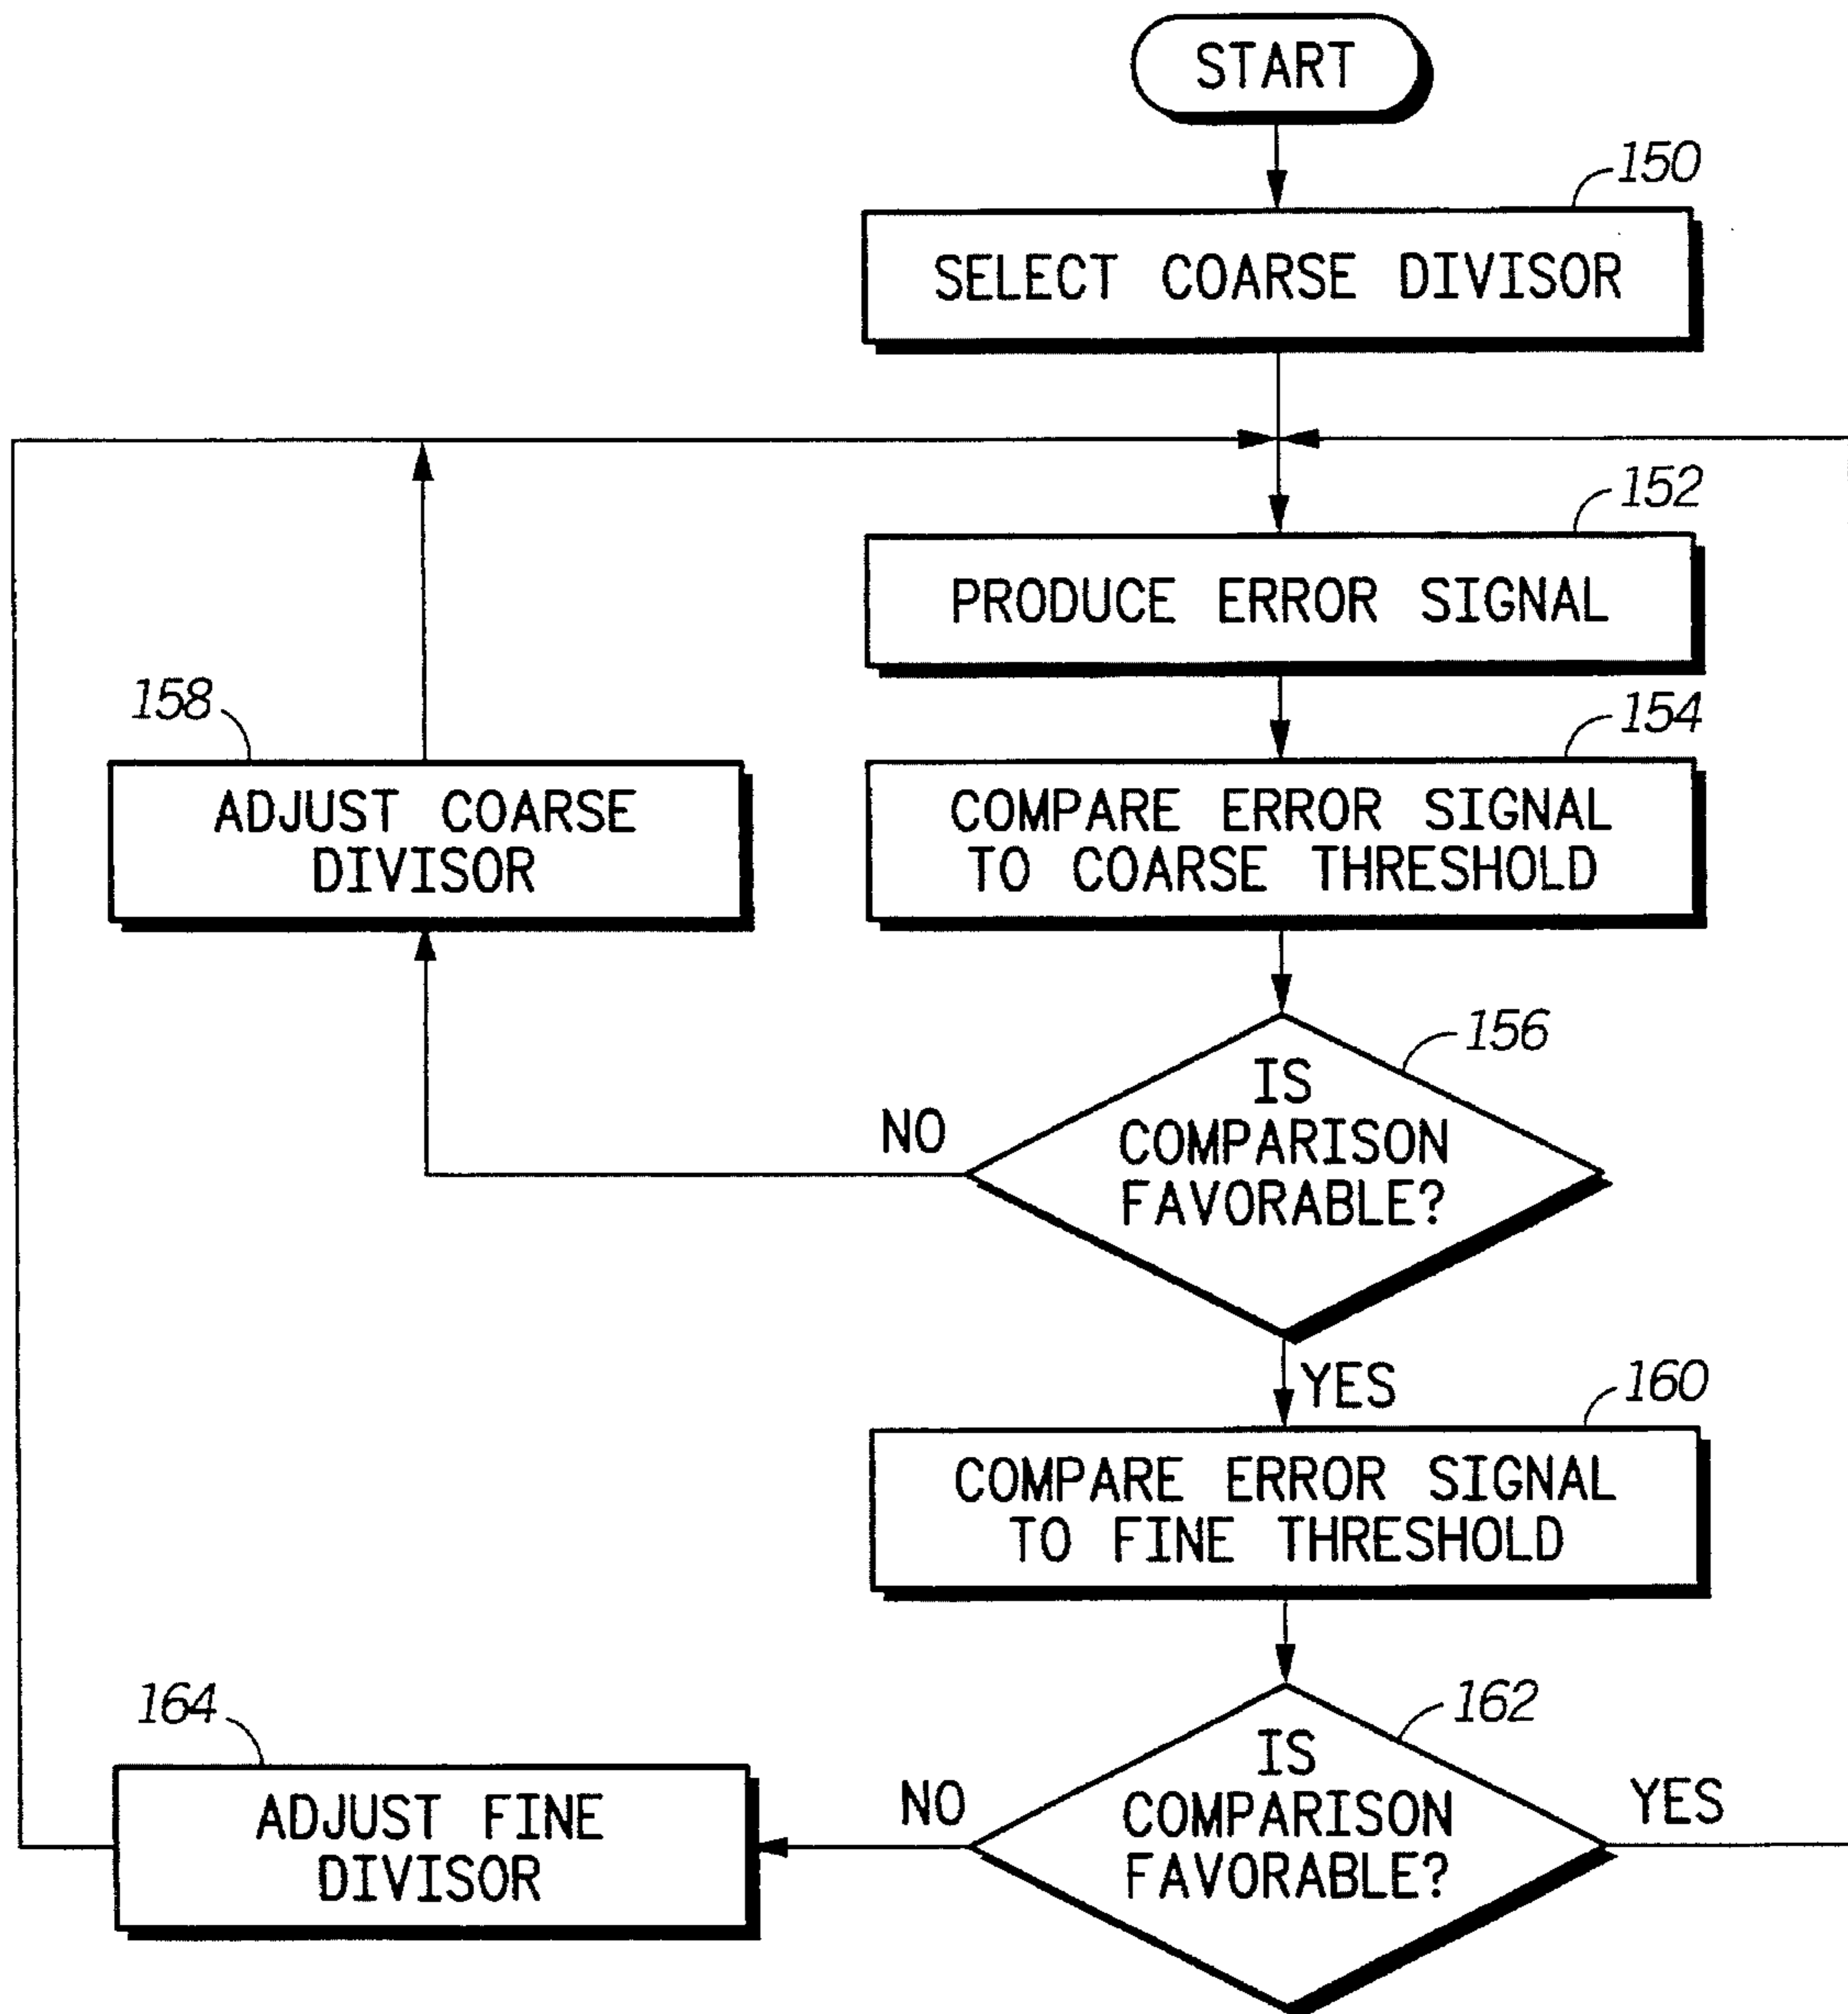 START
150
SELECT COARSE DIVISOR
152
PRODUCE ERROR SIGNAL
158
154
ADJUST COARSE
DIVISOR
COMPARE ERROR SIGNAL
TO COARSE THRESHOLD
156
IS
COMPARISON
FAVORABLE?
NO
YES
160
COMPARE ERROR SIGNAL
TO FINE THRESHOLD
164
162
ADJUST FINE
DIVISOR
NO
IS
COMPARISON
FAVORABLE?
YES